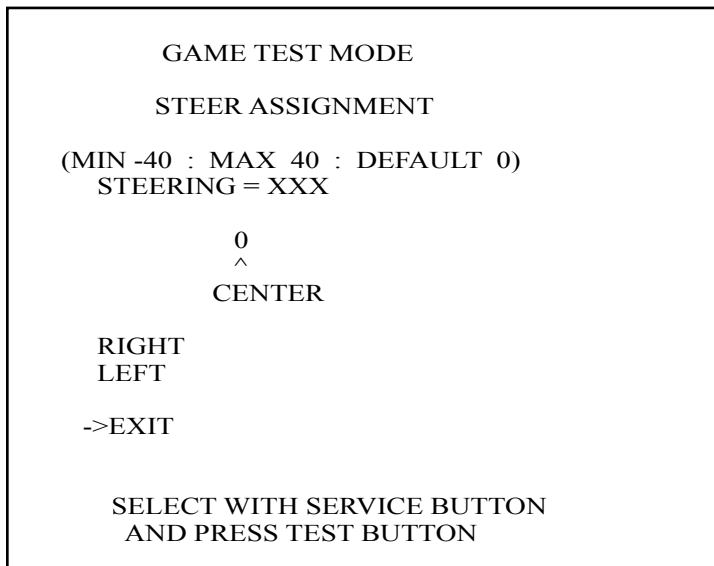 GAME TEST MODE
STEER ASSIGNMENT
(MIN -40 : MAX 40 : DEFAULT 0)
STEERING = XXX
0
^
CENTER
RIGHT
LEFT
->EXIT
SELECT WITH SERVICE BUTTON
AND PRESS TEST BUTTON